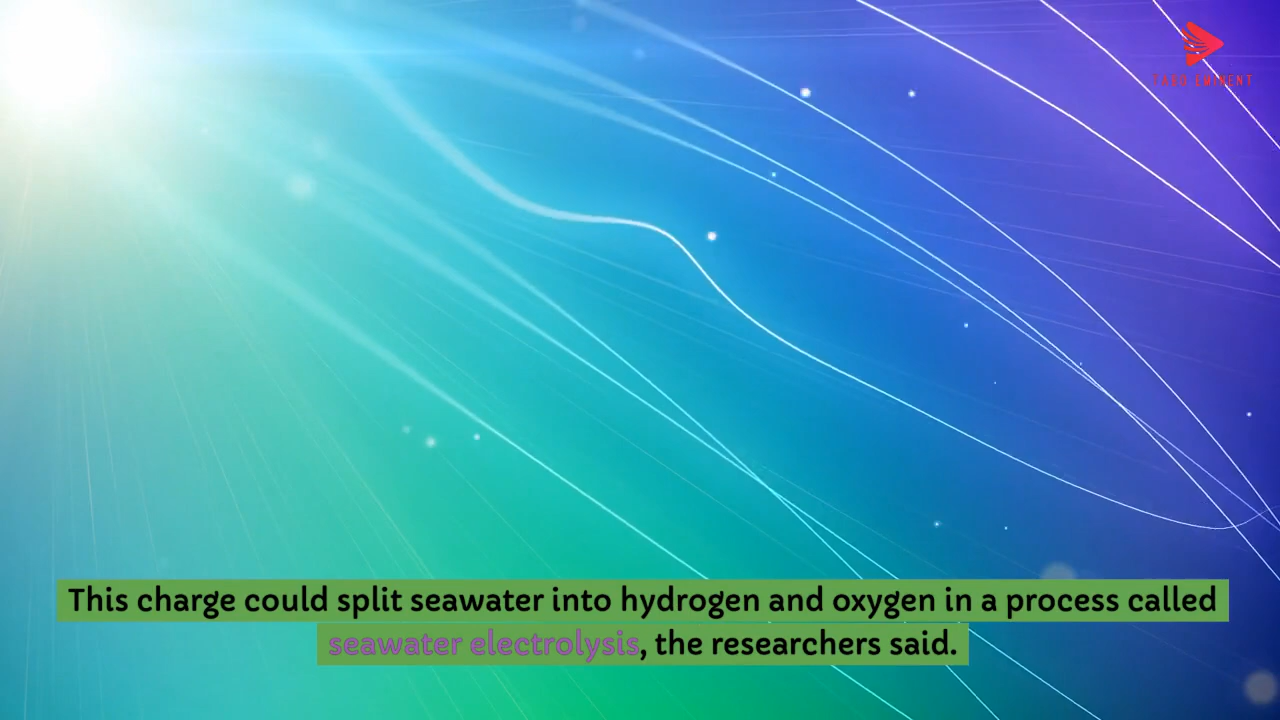 This charge could split seawater into hydrogen and oxygen in a process called
seawater electrolysis, the researchers said.